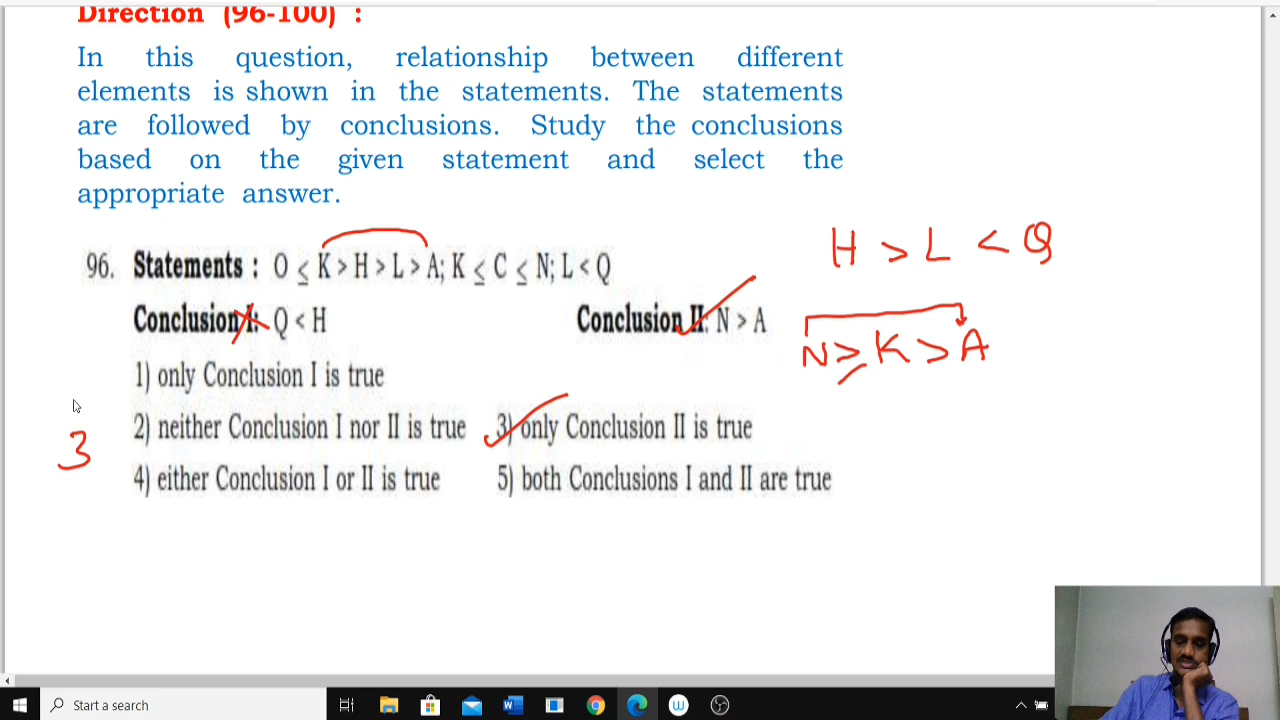 Direction (96-100) :
In this question, relationship between different
elements is shown in the statements. The statements
are followed by conclusions. Study the conclusions
based on the given statement and select the
appropriate answer.
96. Statements : O ≤ K > H > L > A; K ≤ C ≤ N; L < Q
Conclusion I: Q < H
Conclusion II: N > A
1) only Conclusion I is true
2) neither Conclusion I nor II is true
3) only Conclusion II is true
4) either Conclusion I or II is true
5) both Conclusions I and II are true
3
H > L < Q
N ≥ K > A
Start a search